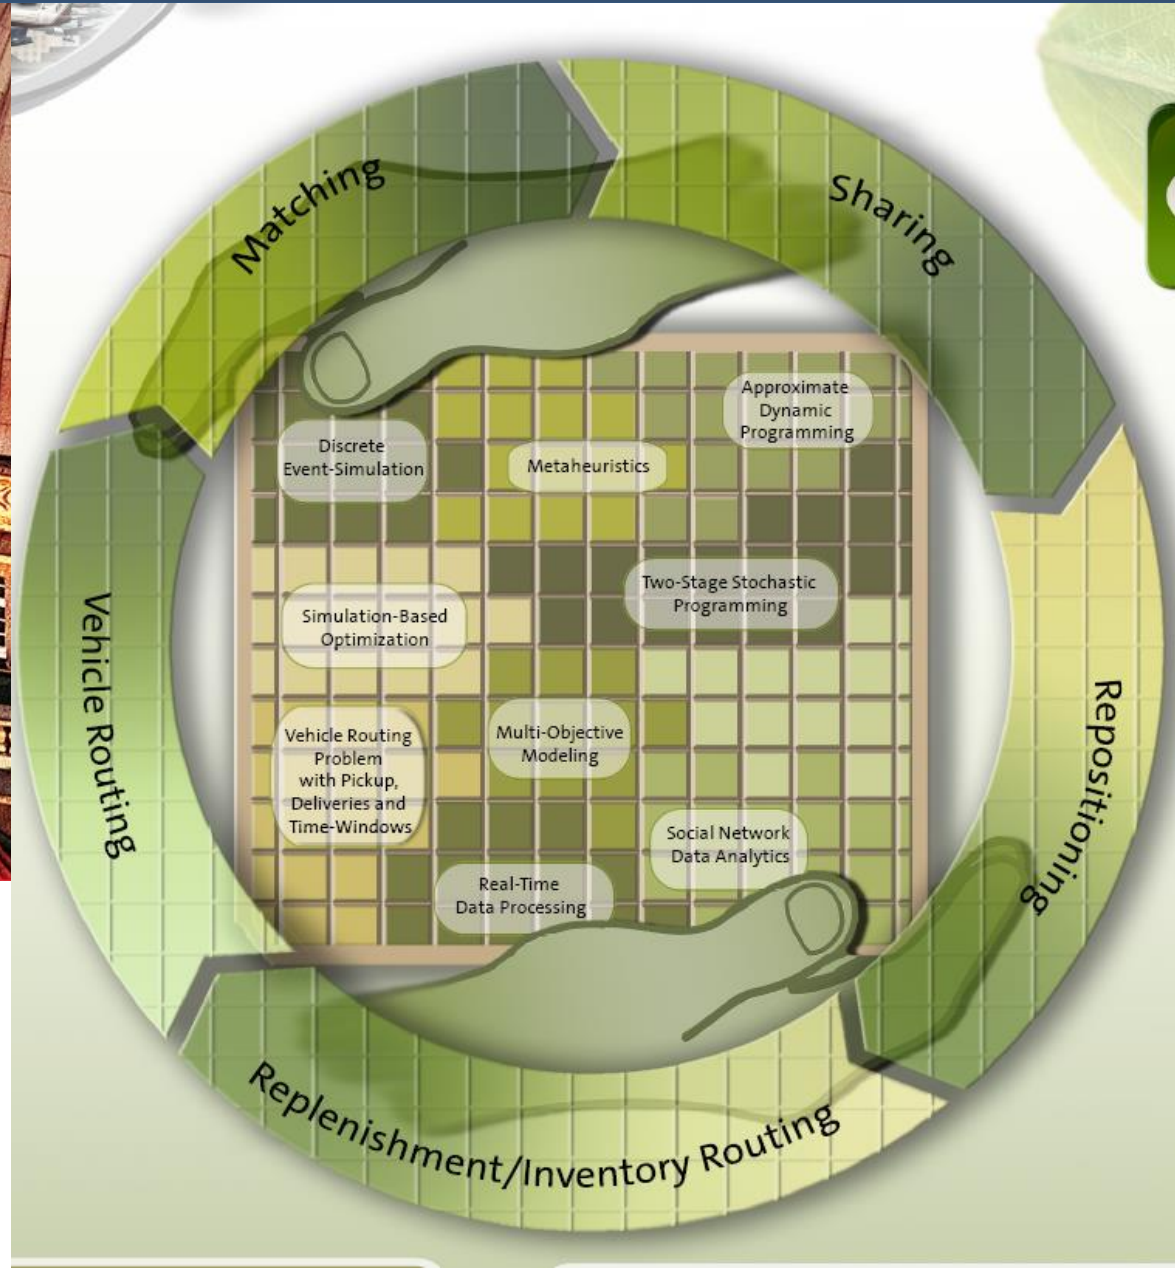 Matching
Sharing
Approximate
Dynamic
Programming
Discrete
Event-Simulation
Metaheuristics
Two-Stage Stochastic
Programming
Simulation-Based
Optimization
Vehicle Routing
Repositioning
Vehicle Routing
Problem
with Pickup,
Deliveries and
Time-Windows
Multi-Objective
Modeling
Social Network
Data Analytics
Real-Time
Data Processing
Replenishment/Inventory Routing